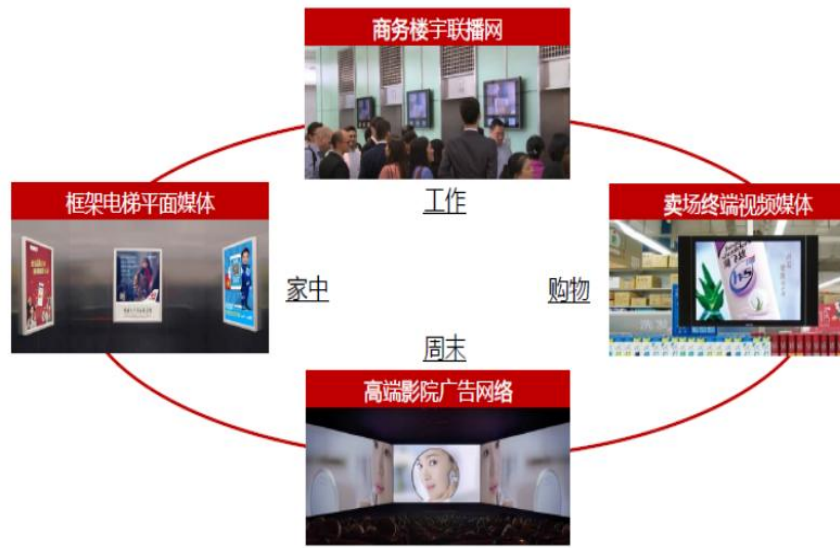 商务楼宇联播网
工作
框架电梯平面媒体
家中
卖场终端视频媒体
购物
周末
高端影院广告网络